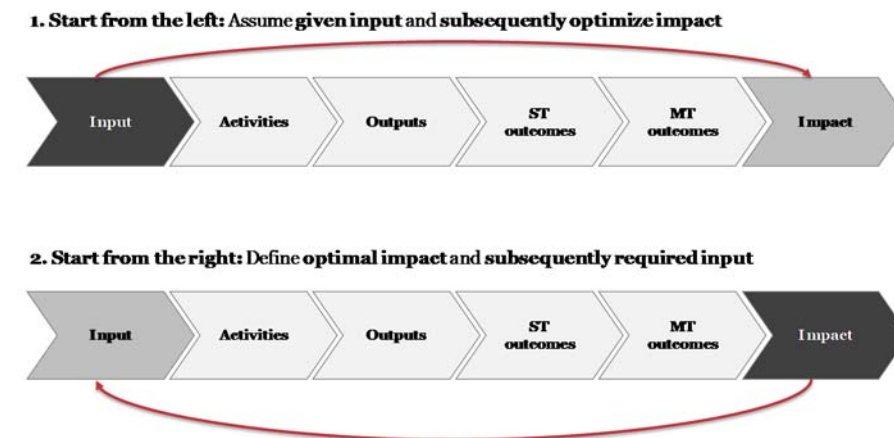 1. Start from the left: Assume given input and subsequently optimize impact
Input
Activities
Outputs
ST
outcomes
MT
outcomes
Impact
2. Start from the right: Define optimal impact and subsequently required input
Input
Activities
Outputs
ST
outcomes
MT
outcomes
Impact